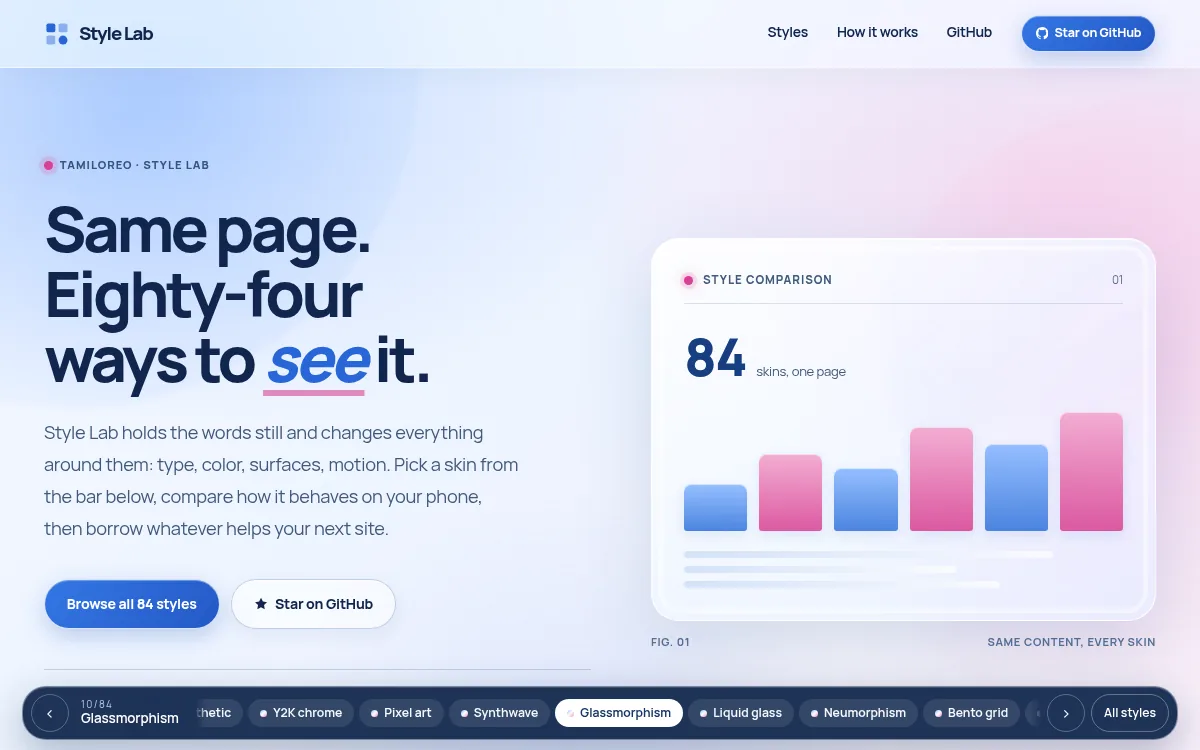 Style Lab
Styles
How it works
GitHub
Star on GitHub
TAMILOREO · STYLE LAB
Same page.
Eighty-four
ways to see it.
Style Lab holds the words still and changes everything
around them: type, color, surfaces, motion. Pick a skin from
the bar below, compare how it behaves on your phone,
then borrow whatever helps your next site.
Browse all 84 styles
Star on GitHub
STYLE COMPARISON
01
84 skins, one page
FIG. 01
SAME CONTENT, EVERY SKIN
10/84
Glassmorphism
thetic
Y2K chrome
Pixel art
Synthwave
Glassmorphism
Liquid glass
Neumorphism
Bento grid
All styles